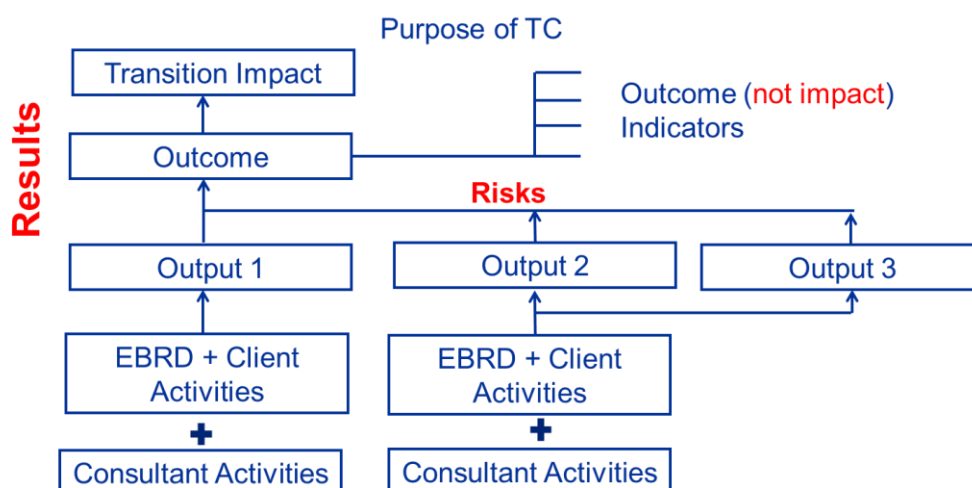 Purpose of TC
Transition Impact
Outcome (not impact)
Indicators
Outcome
Results
Risks
Output 1
Output 2
Output 3
EBRD + Client
Activities
EBRD + Client
Activities
+
+
Consultant Activities
Consultant Activities